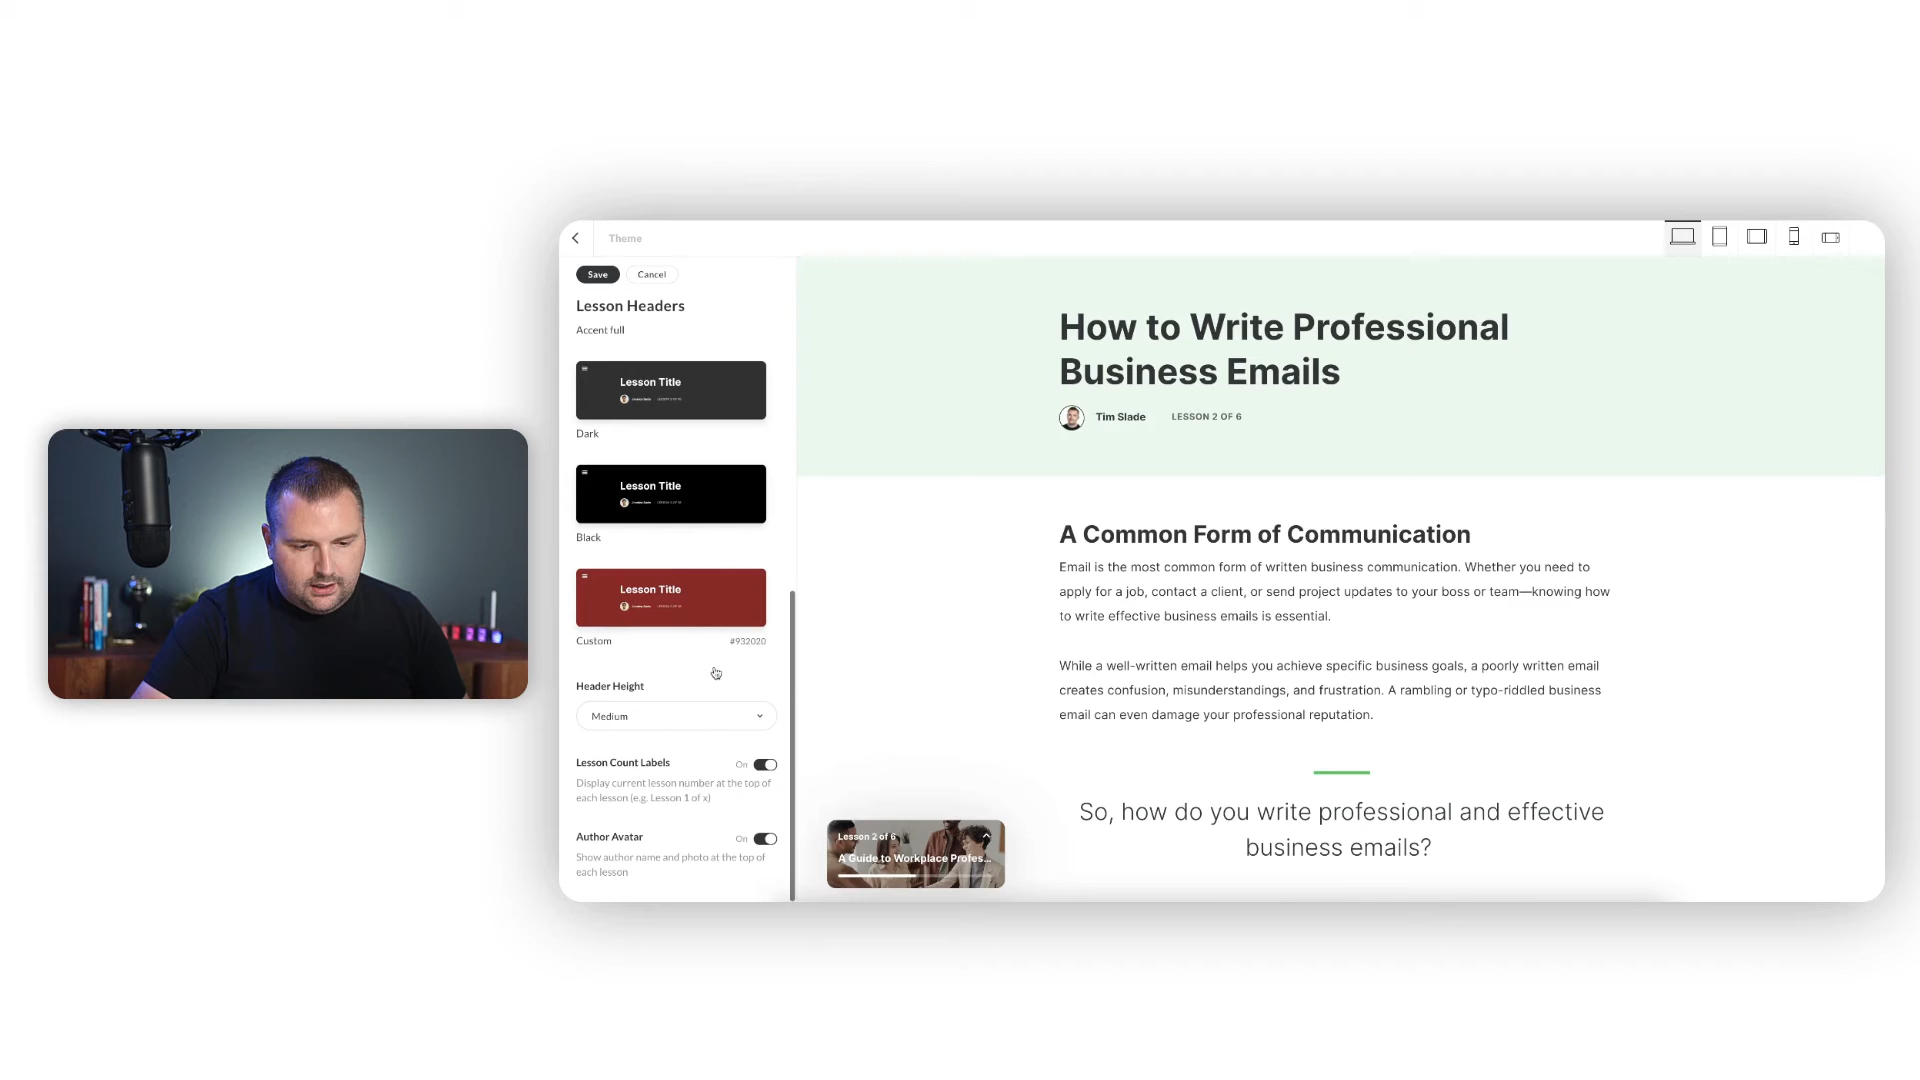 Theme
Save
Cancel
Lesson Headers
Accent full
Lesson Title
Dark
Lesson Title
Black
Lesson Title
Custom
#932020
Header Height
Medium
Lesson Count Labels
On
Display current lesson number at the top of
each lesson (e.g. Lesson 1 of x)
Author Avatar
On
Show author name and photo at the top of
each lesson
How to Write Professional
Business Emails
Tim Slade
LESSON 2 OF 6
A Common Form of Communication
Email is the most common form of written business communication. Whether you need to
apply for a job, contact a client, or send project updates to your boss or team—knowing how
to write effective business emails is essential.
While a well-written email helps you achieve specific business goals, a poorly written email
creates confusion, misunderstandings, and frustration. A rambling or typo-riddled business
email can even damage your professional reputation.
So, how do you write professional and effective
business emails?
Lesson 2 of 6
A Guide to Workplace Profes...